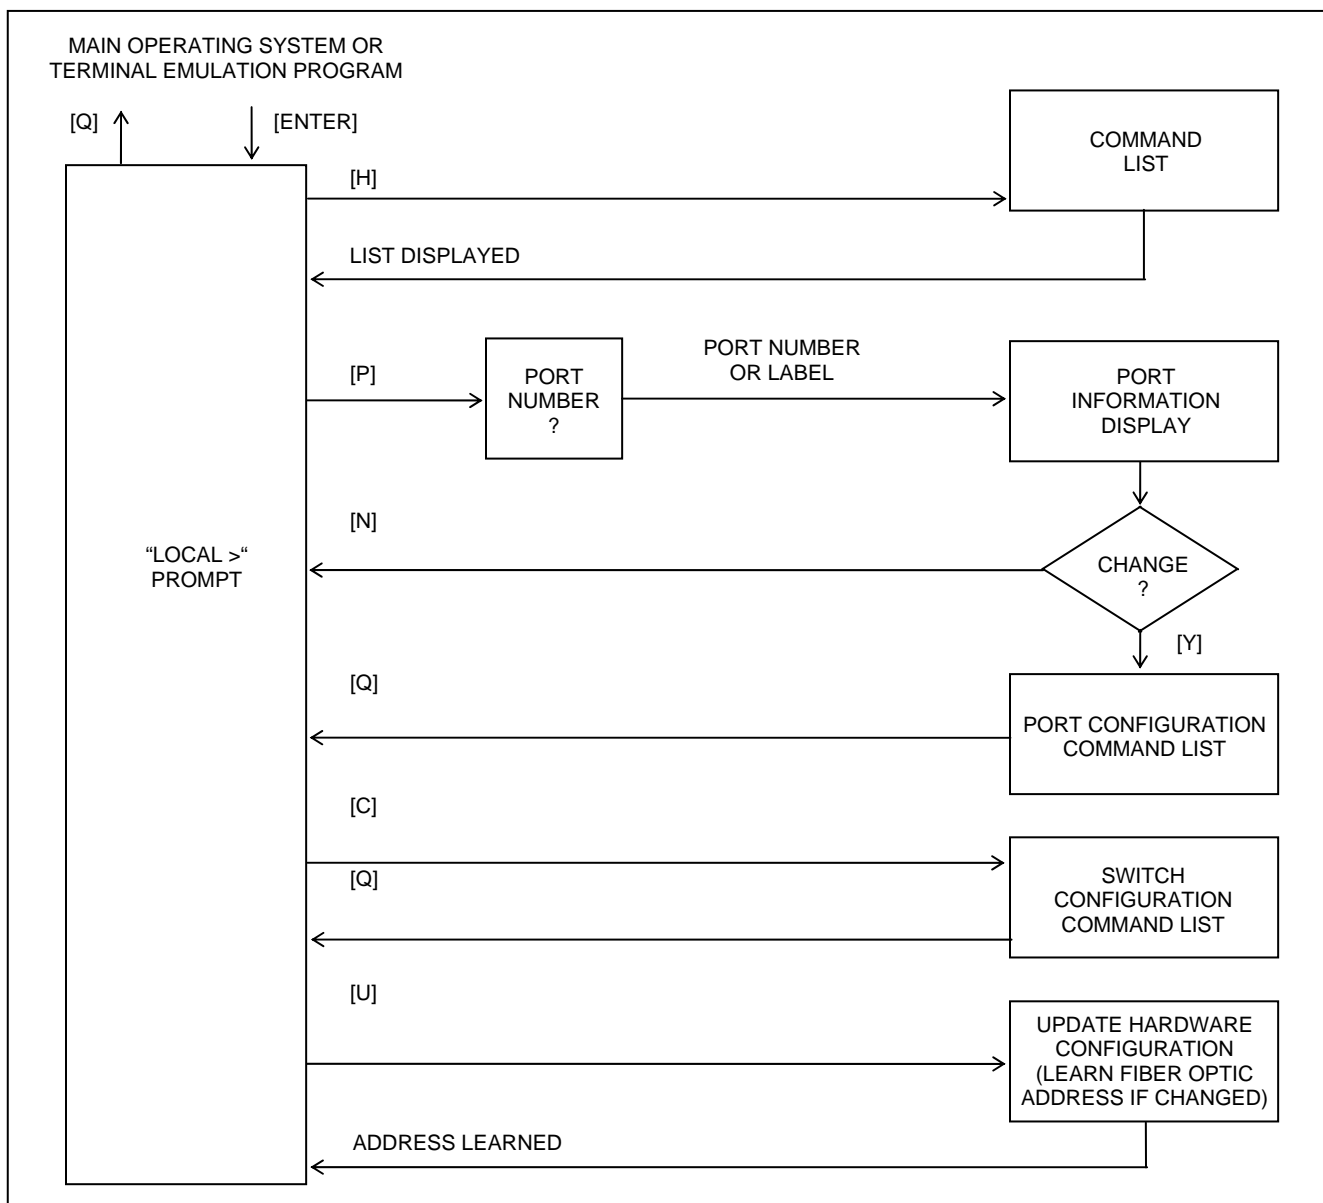 MAIN OPERATING SYSTEM OR
TERMINAL EMULATION PROGRAM
[Q]
[ENTER]
COMMAND
LIST
[H]
LIST DISPLAYED
[P]
PORT
NUMBER
?
PORT NUMBER
OR LABEL
PORT
INFORMATION
DISPLAY
[N]
“LOCAL >“
PROMPT
CHANGE
?
[Y]
[Q]
PORT CONFIGURATION
COMMAND LIST
[C]
[Q]
SWITCH
CONFIGURATION
COMMAND LIST
[U]
UPDATE HARDWARE
CONFIGURATION
(LEARN FIBER OPTIC
ADDRESS IF CHANGED)
ADDRESS LEARNED